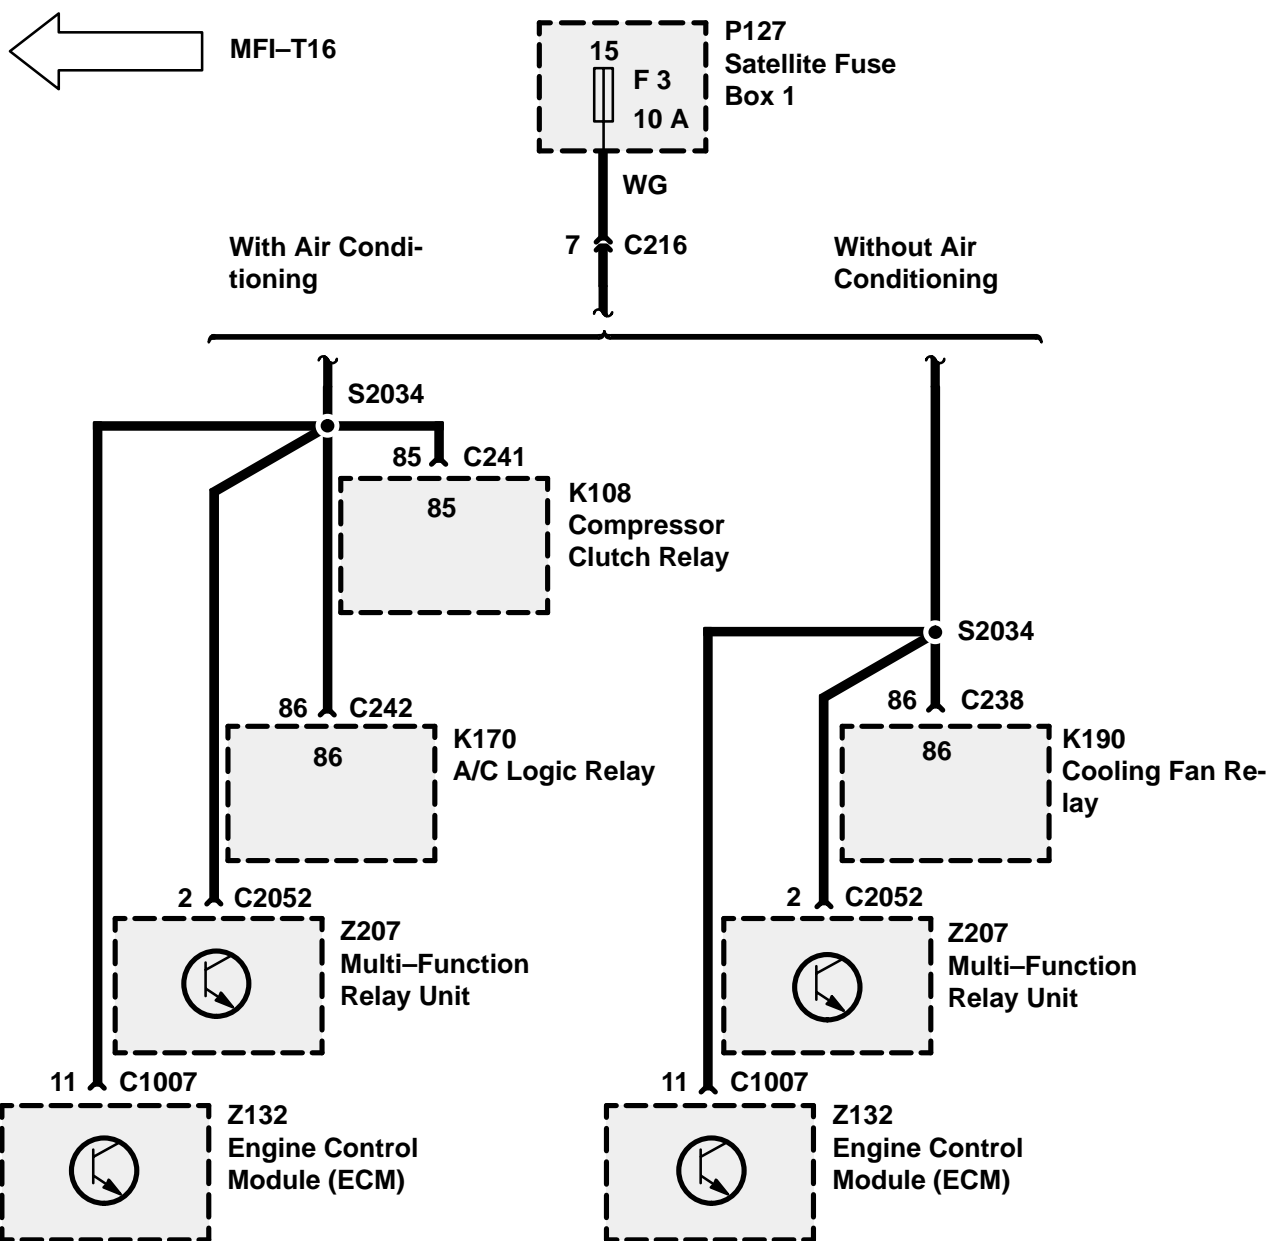 MFI–T16
P127
Satellite Fuse
Box 1
15
F 3
10 A
WG
7 C216
With Air Condi-
tioning
Without Air
Conditioning
S2034
85 C241
85
K108
Compressor
Clutch Relay
86 C242
86
K170
A/C Logic Relay
2 C2052
Z207
Multi–Function
Relay Unit
11 C1007
Z132
Engine Control
Module (ECM)
S2034
86 C238
86
K190
Cooling Fan Re-
lay
2 C2052
Z207
Multi–Function
Relay Unit
11 C1007
Z132
Engine Control
Module (ECM)